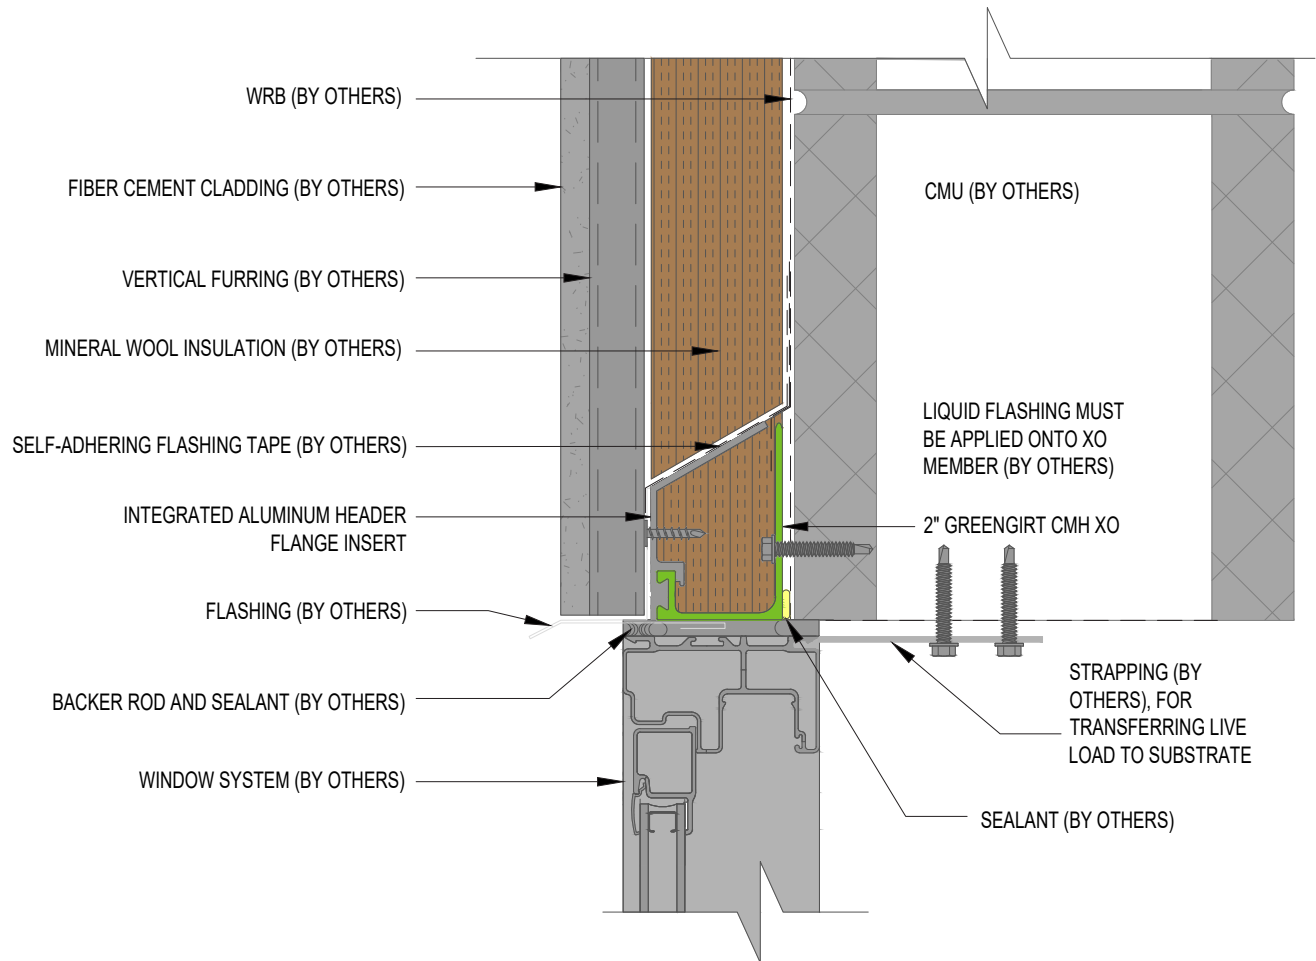 WRB (BY OTHERS)
FIBER CEMENT CLADDING (BY OTHERS)
VERTICAL FURRING (BY OTHERS)
MINERAL WOOL INSULATION (BY OTHERS)
SELF-ADHERING FLASHING TAPE (BY OTHERS)
INTEGRATED ALUMINUM HEADER
FLANGE INSERT
FLASHING (BY OTHERS)
BACKER ROD AND SEALANT (BY OTHERS)
WINDOW SYSTEM (BY OTHERS)
CMU (BY OTHERS)
LIQUID FLASHING MUST
BE APPLIED ONTO XO
MEMBER (BY OTHERS)
2" GREENGIRT CMH XO
STRAPPING (BY
OTHERS), FOR
TRANSFERRING LIVE
LOAD TO SUBSTRATE
SEALANT (BY OTHERS)